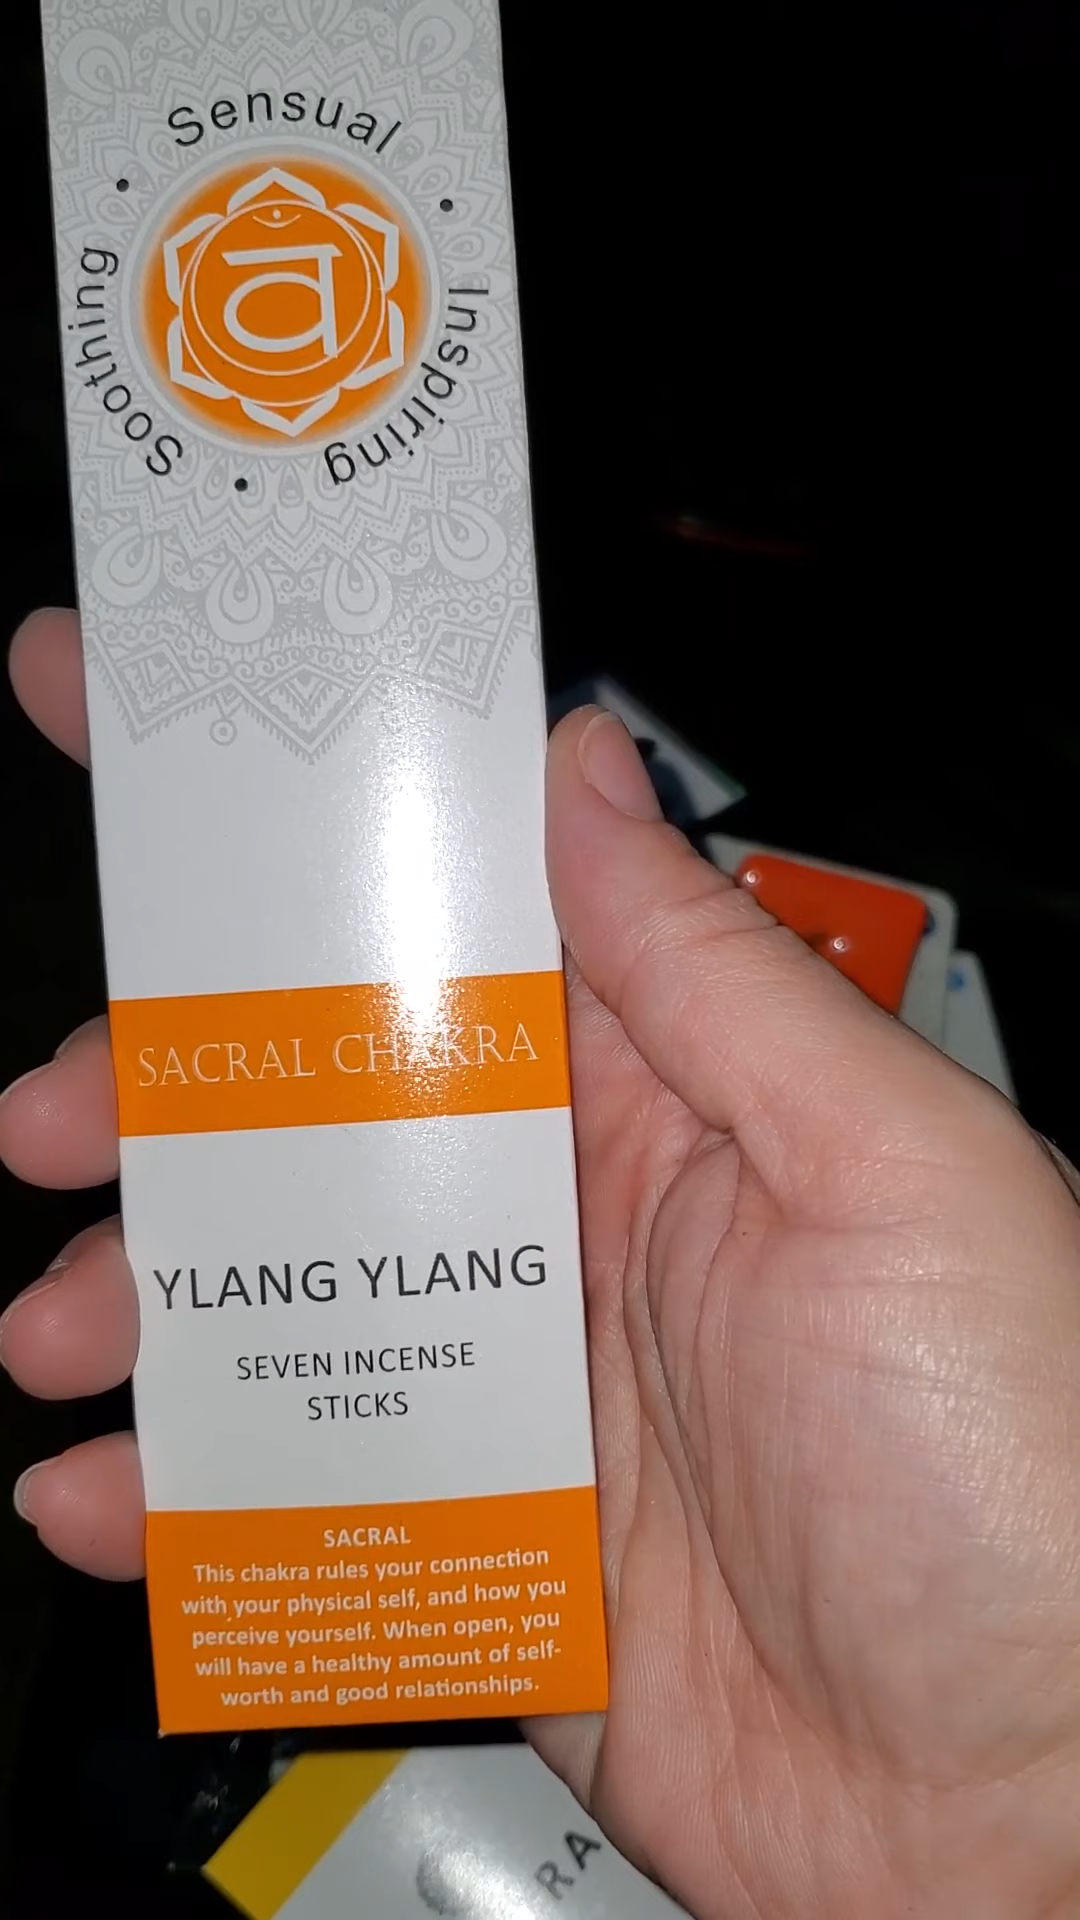 Sensual
Inspiring
Soothing
वं
SACRAL CHAKRA
YLANG YLANG
SEVEN INCENSE
STICKS
SACRAL
This chakra rules your connection
with your physical self, and how you
perceive yourself. When open, you
will have a healthy amount of self-
worth and good relationships.
RA